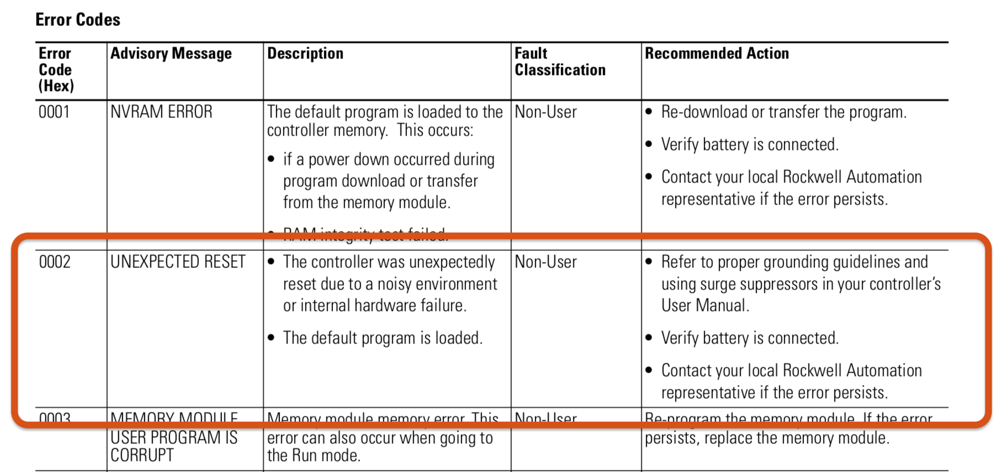 Error Codes
Error Code (Hex) Advisory Message Description Fault Classification Recommended Action
0001
NVRAM ERROR
The default program is loaded to the
controller memory. This occurs:
• if a power down occurred during
program download or transfer
from the memory module.
• RAM integrity test failed.
Non-User
• Re-download or transfer the program.
• Verify battery is connected.
• Contact your local Rockwell Automation
representative if the error persists.
0002
UNEXPECTED RESET
• The controller was unexpectedly
reset due to a noisy environment
or internal hardware failure.
• The default program is loaded.
Non-User
• Refer to proper grounding guidelines and
using surge suppressors in your controller's
User Manual.
• Verify battery is connected.
• Contact your local Rockwell Automation
representative if the error persists.
0003
MEMORY MODULE
USER PROGRAM IS
CORRUPT
Memory module memory error. This
error can also occur when going to
the Run mode.
Non-User
Re-program the memory module. If the error
persists, replace the memory module.